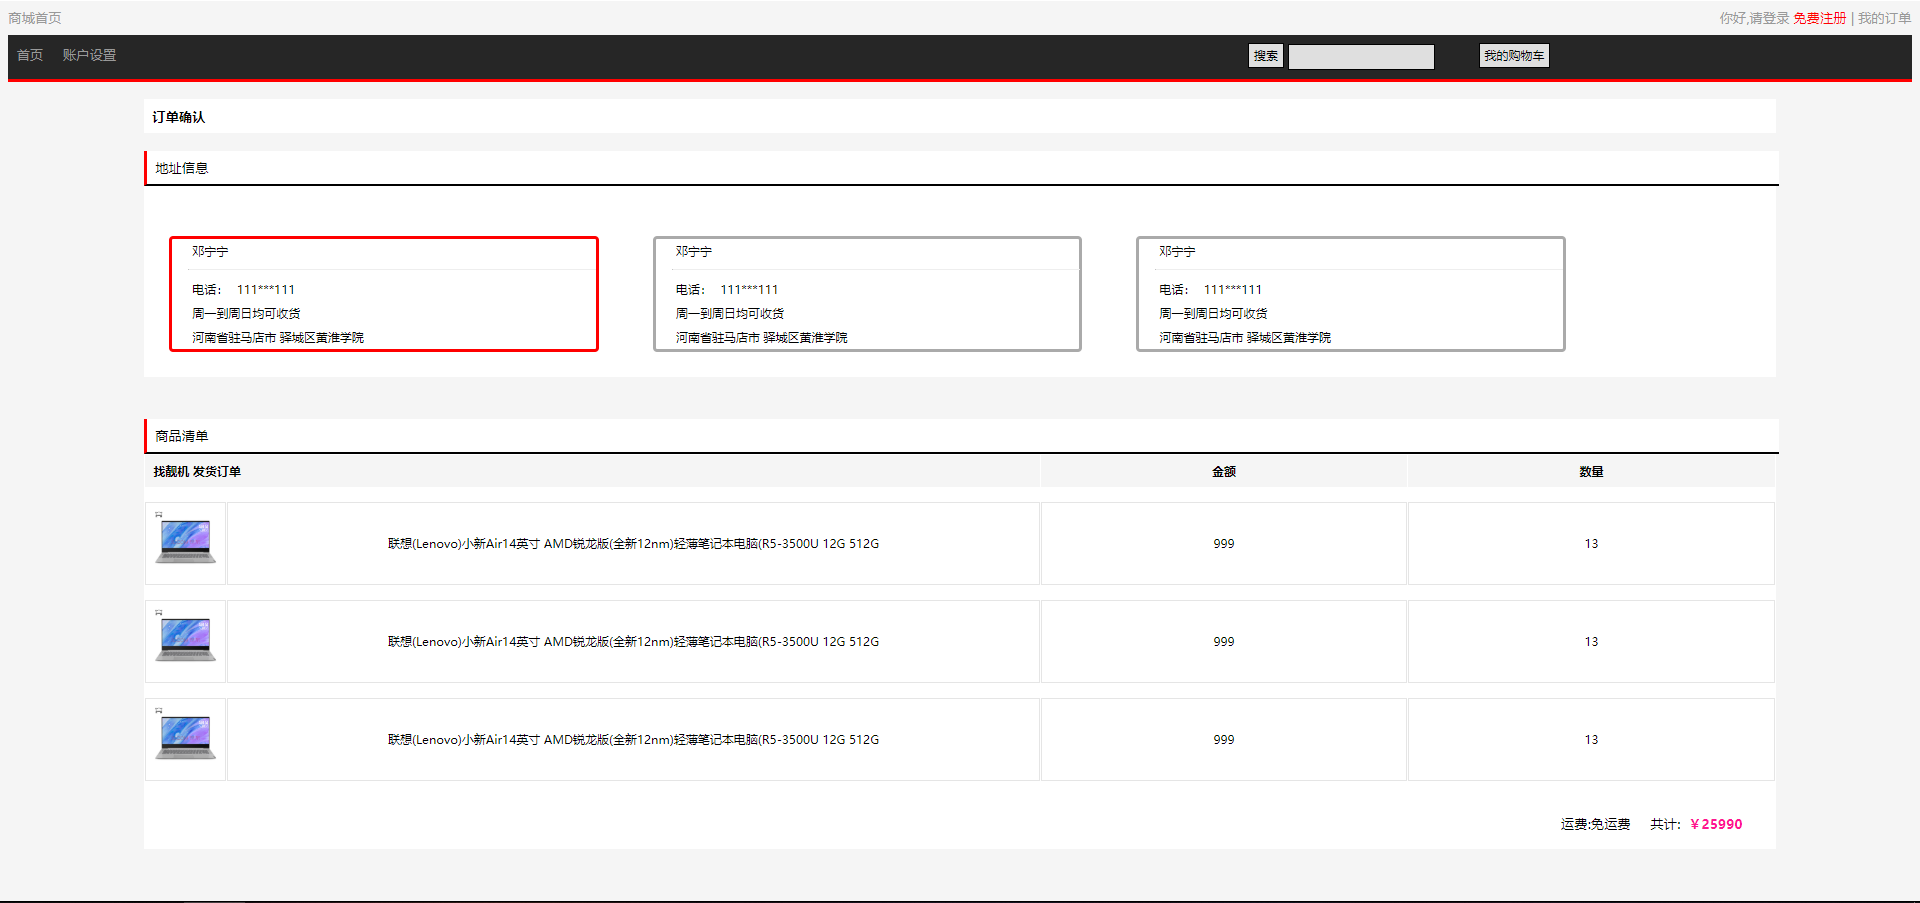 商城首页
你好,请登录 免费注册 | 我的订单
首页 账户设置 搜索 我的购物车
订单确认
地址信息
邓宁宁
电话： 111***111
周一到周日均可收货
河南省驻马店市 驿城区黄淮学院
邓宁宁
电话： 111***111
周一到周日均可收货
河南省驻马店市 驿城区黄淮学院
邓宁宁
电话： 111***111
周一到周日均可收货
河南省驻马店市 驿城区黄淮学院
商品清单
找靓机 发货订单 金额 数量
联想(Lenovo)小新Air14英寸 AMD锐龙版(全新12nm)轻薄笔记本电脑(R5-3500U 12G 512G 999 13
联想(Lenovo)小新Air14英寸 AMD锐龙版(全新12nm)轻薄笔记本电脑(R5-3500U 12G 512G 999 13
联想(Lenovo)小新Air14英寸 AMD锐龙版(全新12nm)轻薄笔记本电脑(R5-3500U 12G 512G 999 13
运费:免运费 共计: ￥25990